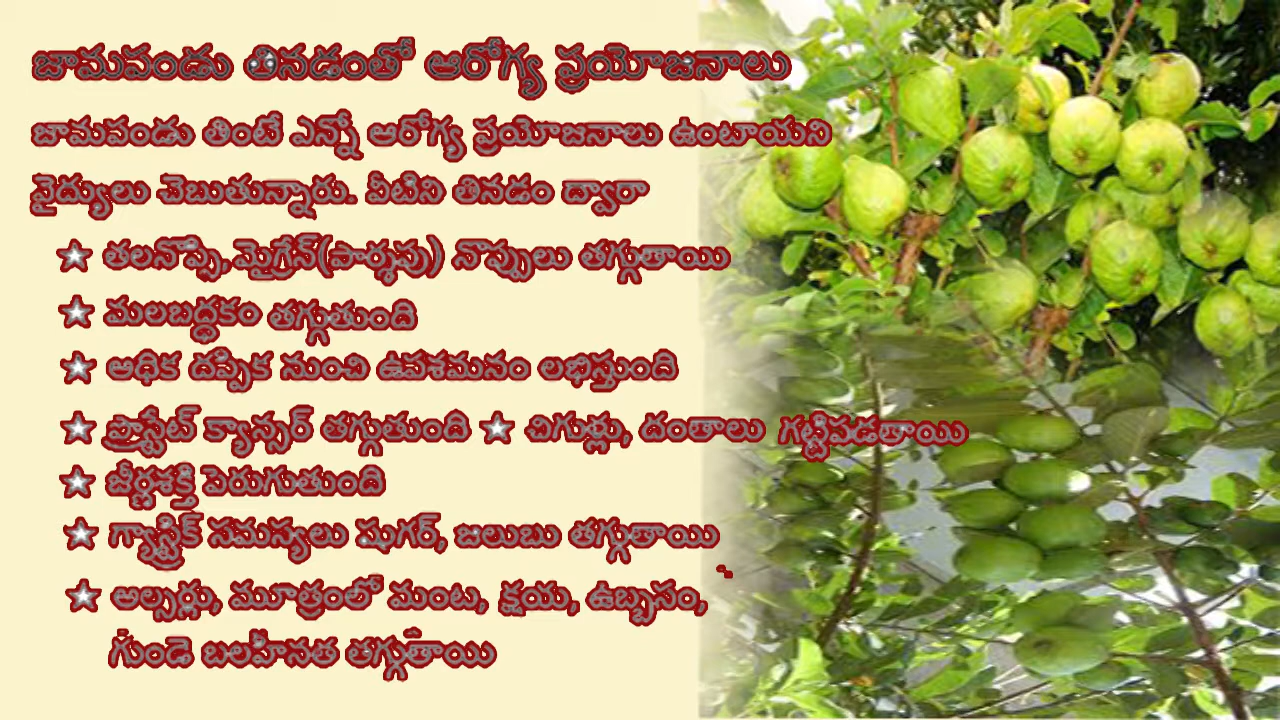 జామపండు తినడంతో ఆరోగ్య ప్రయోజనాలు
జామపండు తింటే ఎన్నో ఆరోగ్య ప్రయోజనాలు ఉంటాయని
వైద్యులు చెబుతున్నారు. వీటిని తినడం ద్వారా
★ తలనొప్పి,మైగ్రేన్(పార్శ్వపు) నొప్పులు తగ్గుతాయి
★ మలబద్ధకం తగ్గుతుంది
★ అధిక దప్పిక నుంచి ఉపశమనం లభిస్తుంది
★ ప్రొస్టేట్ క్యాన్సర్ తగ్గుతుంది ★ చిగుళ్లు, దంతాలు గట్టిపడతాయి
★ జీర్ణశక్తి పెరుగుతుంది
★ గ్యాస్ట్రిక్ సమస్యలు షుగర్, జలుబు తగ్గుతాయి
★ అల్సర్లు, మూత్రంలో మంట, క్షయ, ఉబ్బసం,
గుండె బలహీనత తగ్గుతాయి